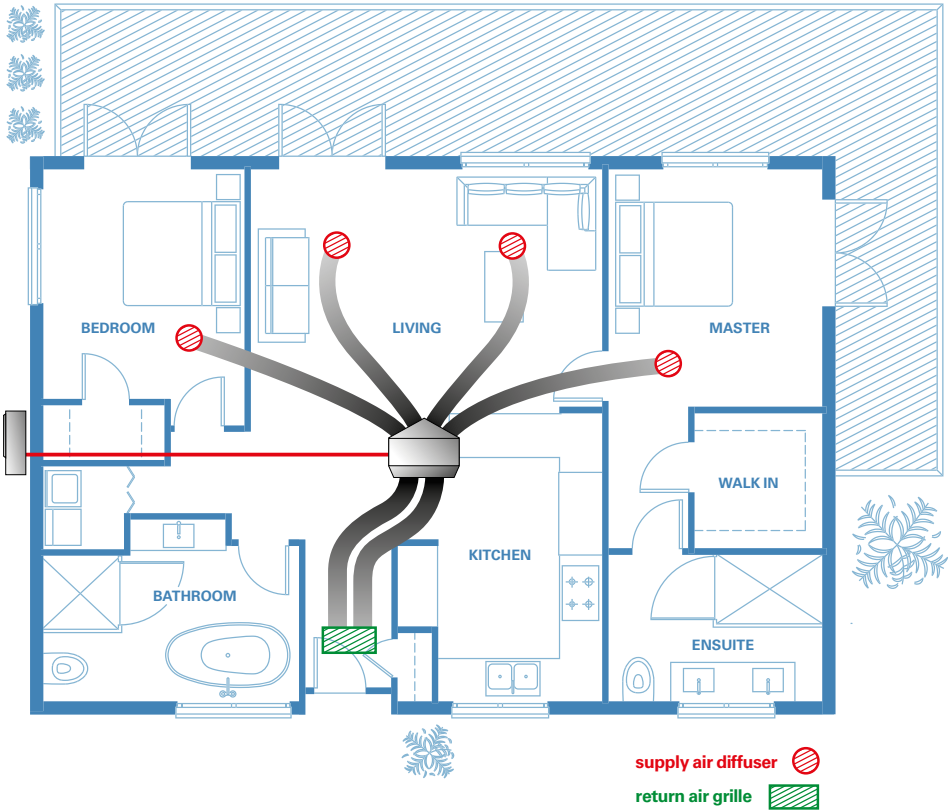 BEDROOM
LIVING
MASTER
WALK IN
KITCHEN
BATHROOM
ENSUITE
supply air diffuser
return air grille